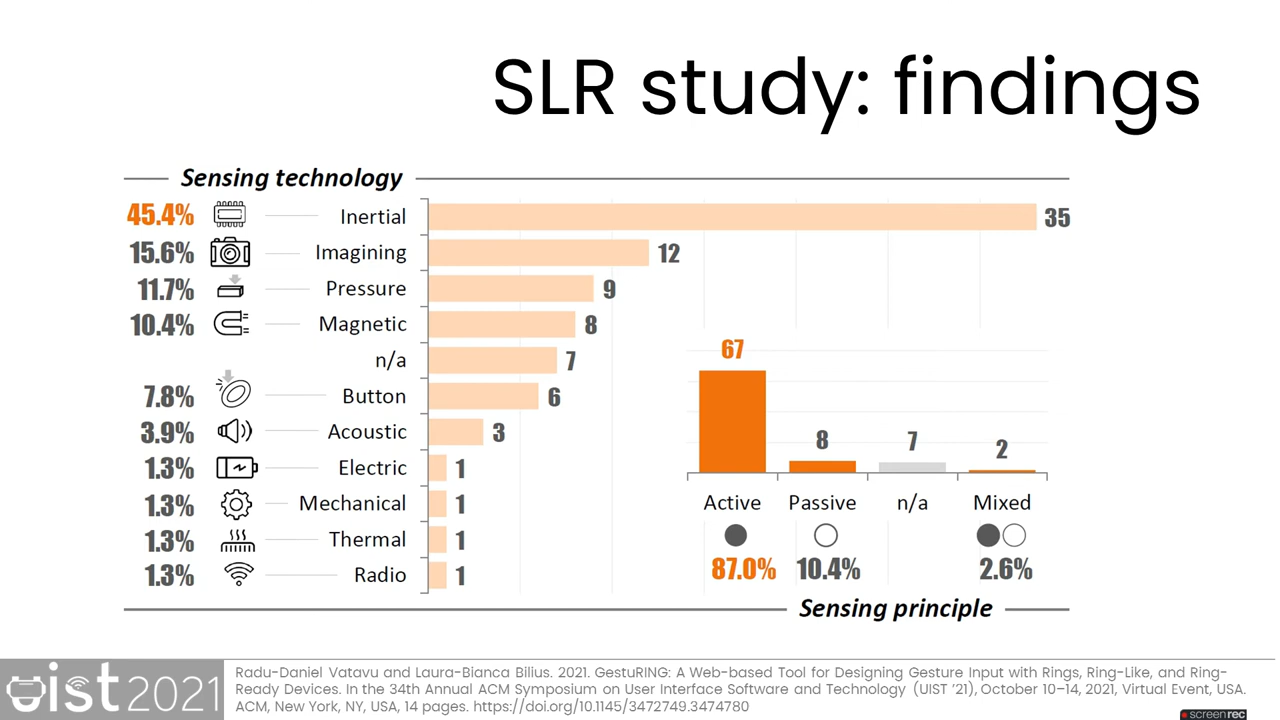 SLR study: findings
Sensing technology
45.4% Inertial 35
15.6% Imagining 12
11.7% Pressure 9
10.4% Magnetic 8
n/a 7
7.8% Button 6
3.9% Acoustic 3
1.3% Electric 1
1.3% Mechanical 1
1.3% Thermal 1
1.3% Radio 1
67 8 7 2
Active Passive n/a Mixed
87.0% 10.4% 2.6%
Sensing principle
uist 2021
Radu-Daniel Vatavu and Laura-Bianca Bilius. 2021. GestuRING: A Web-based Tool for Designing Gesture Input with Rings, Ring-Like, and Ring-
Ready Devices. In the 34th Annual ACM Symposium on User Interface Software and Technology (UIST '21), October 10–14, 2021, Virtual Event, USA.
ACM, New York, NY, USA, 14 pages. https://doi.org/10.1145/3472749.3474780
screenrec